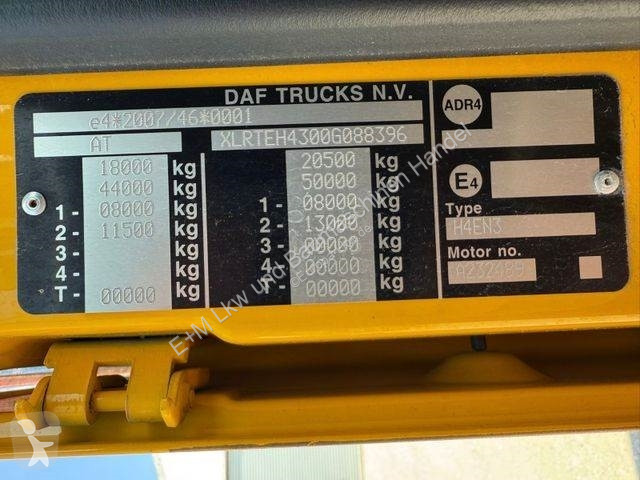 DAF TRUCKS N.V.
e4*2007/46*0001
AT XLRTEH4300G088396
18000 kg 20500 kg
44000 kg 50000 kg
1- 08000 kg 1- 08000 kg
2- 11500 kg 2- 13000 kg
3- kg 3- 00000 kg
4- kg 4- 00000 kg
T- 00000 kg T- 00000 kg
ADR4
E4
Type
H4EN3
Motor no.
A232489
E+M Lkw und Baumaschinen Handel